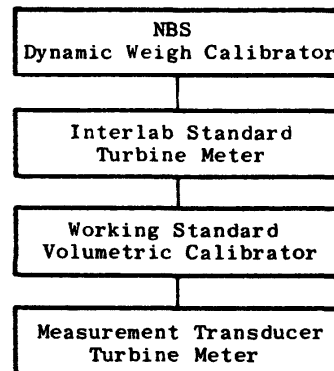 NBS
Dynamic Weigh Calibrator
Interlab Standard
Turbine Meter
Working Standard
Volumetric Calibrator
Measurement Transducer
Turbine Meter